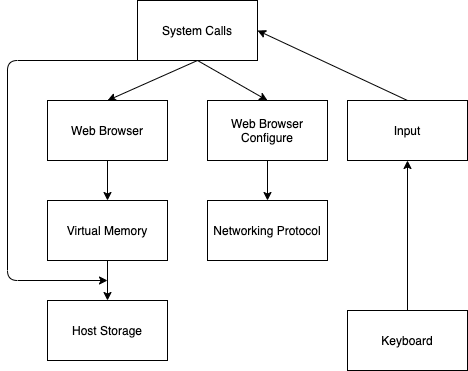 System Calls
Web Browser
Web Browser
Configure
Input
Virtual Memory
Networking Protocol
Host Storage
Keyboard